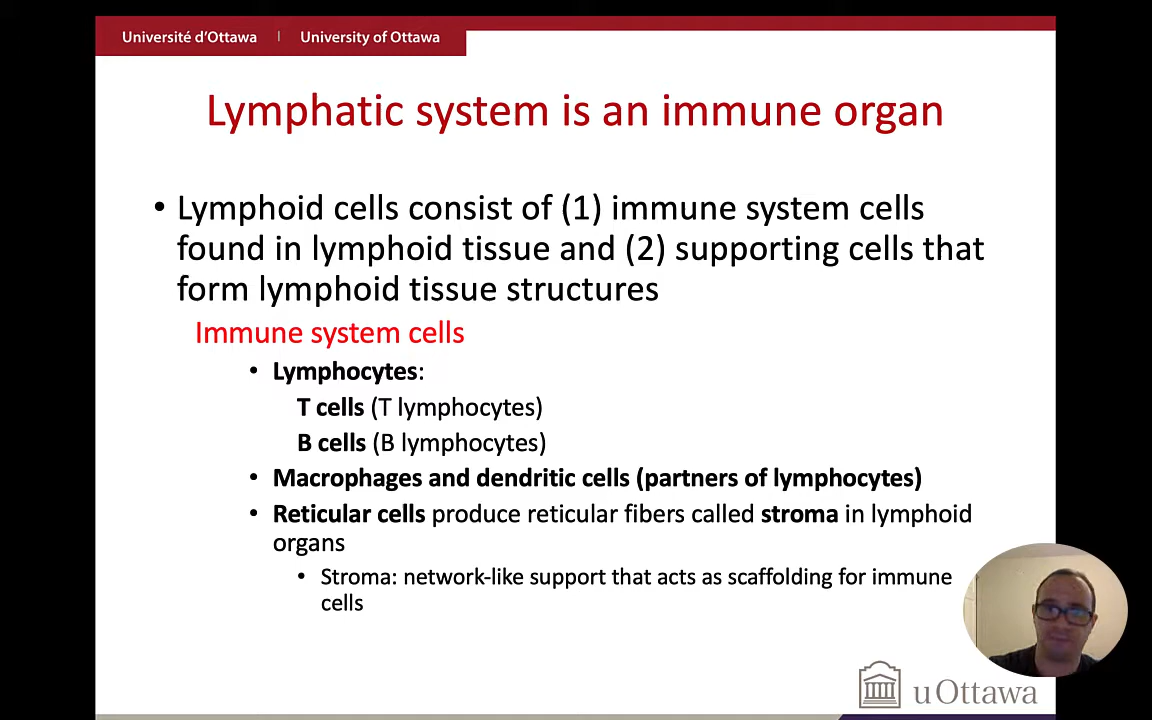 Université d'Ottawa | University of Ottawa
Lymphatic system is an immune organ
• Lymphoid cells consist of (1) immune system cells
found in lymphoid tissue and (2) supporting cells that
form lymphoid tissue structures
Immune system cells
• Lymphocytes:
T cells (T lymphocytes)
B cells (B lymphocytes)
• Macrophages and dendritic cells (partners of lymphocytes)
• Reticular cells produce reticular fibers called stroma in lymphoid
organs
• Stroma: network-like support that acts as scaffolding for immune
cells
uOttawa